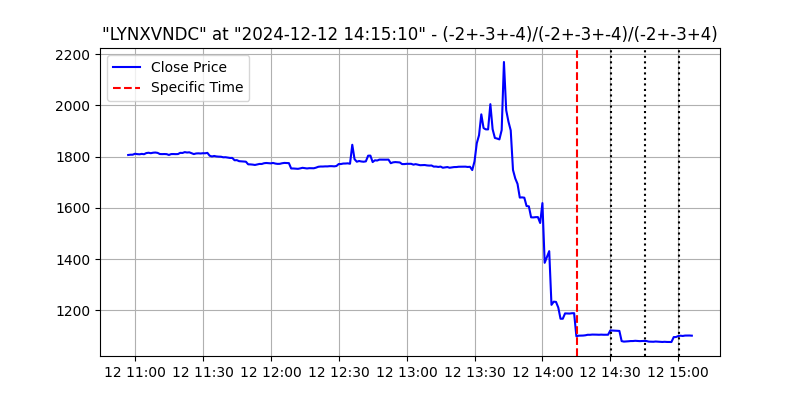 "LYNXVNDC" at "2024-12-12 14:15:10" - (-2+-3+-4)/(-2+-3+-4)/(-2+-3+4)
Close Price
Specific Time
2200
2000
1800
1600
1400
1200
12 11:00 12 11:30 12 12:00 12 12:30 12 13:00 12 13:30 12 14:00 12 14:30 12 15:00